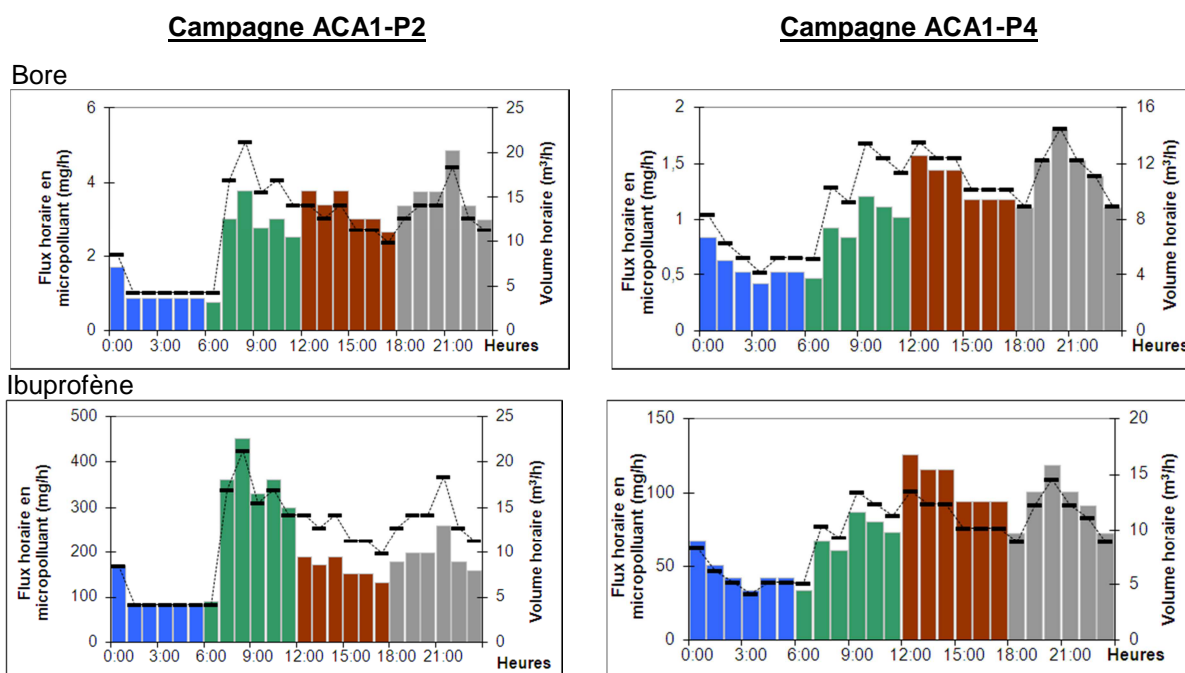 Campagne ACA1-P2
Campagne ACA1-P4
Bore
Flux horaire en
micropolluant (mg/h)
6
4
2
0
25
20
15
10
5
0
Volume horaire (m³/h)
0:00 3:00 6:00 9:00 12:00 15:00 18:00 21:00 Heures
Flux horaire en
micropolluant (mg/h)
2
1,5
1
0,5
0
16
12
8
4
0
Volume horaire (m³/h)
0:00 3:00 6:00 9:00 12:00 15:00 18:00 21:00 Heures
Ibuprofène
Flux horaire en
micropolluant (mg/h)
500
400
300
200
100
0
25
20
15
10
5
0
Volume horaire (m³/h)
0:00 3:00 6:00 9:00 12:00 15:00 18:00 21:00
Heures
Flux horaire en
micropolluant (mg/h)
150
100
50
0
20
15
10
5
0
Volume horaire (m³/h)
0:00 3:00 6:00 9:00 12:00 15:00 18:00 21:00 Heures